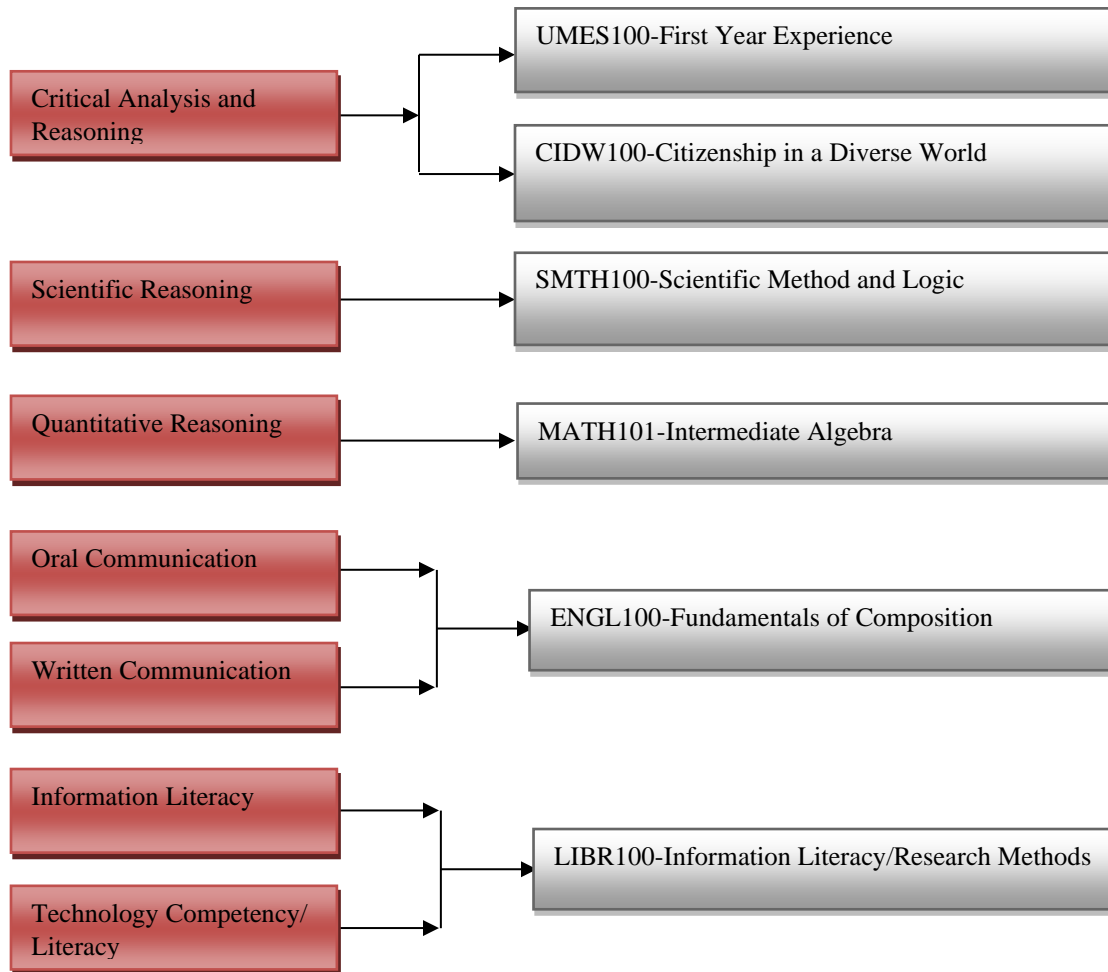 UMES100-First Year Experience
Critical Analysis and
Reasoning
CIDW100-Citizenship in a Diverse World
Scientific Reasoning
SMTH100-Scientific Method and Logic
Quantitative Reasoning
MATH101-Intermediate Algebra
Oral Communication
ENGL100-Fundamentals of Composition
Written Communication
Information Literacy
LIBR100-Information Literacy/Research Methods
Technology Competency/
Literacy